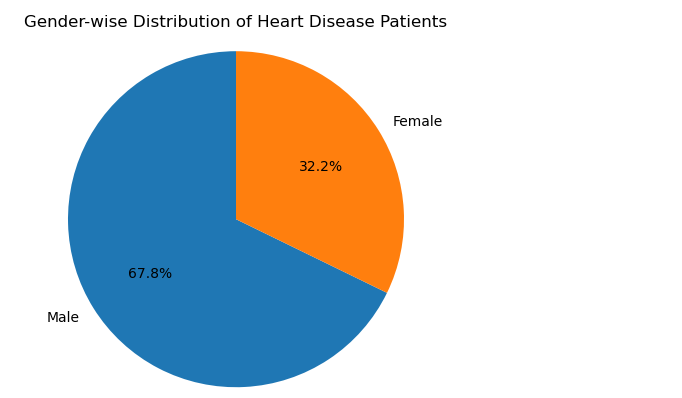 Gender-wise Distribution of Heart Disease Patients
Female
32.2%
67.8%
Male